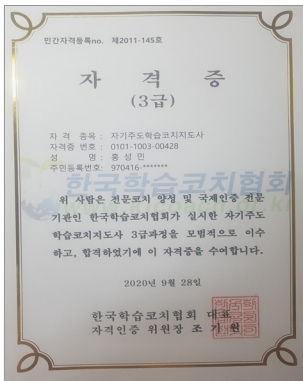 민간자격등록no. 제2011-145호
자 격 증
(3급)
자 격 종목 : 자기주도학습코치지도사
자격증 번호 : 0101-1003-00428
성 명 : 홍성민
주민등록번호: 970416-*******
한국학습코치협회
위 사람은 전문코치 양성 및 국제인증 전문
기관인 한국학습코치협회가 실시한 자기주도
학습코치지도사 3급과정을 모범적으로 이수
하고, 합격하였기에 이 자격증을 수여합니다.
2020년 9월 28일
한국학습코치협회 대표
자격인증 위원장 조기원